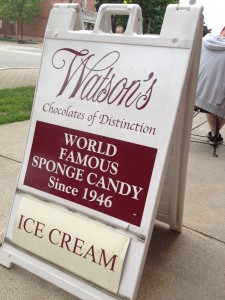 Watson's
Chocolates of Distinction
WORLD
FAMOUS
SPONGE CANDY
Since 1946
ICE CREAM